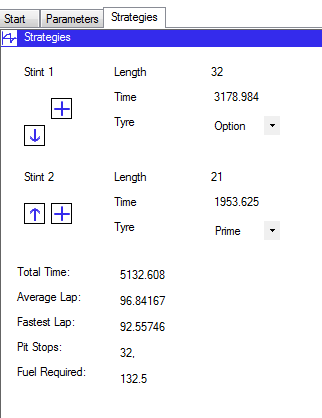 Start Parameters Strategies
Strategies
Stint 1 Length 32
Time 3178.984
Tyre Option
Stint 2 Length 21
Time 1953.625
Tyre Prime
Total Time: 5132.608
Average Lap: 96.84167
Fastest Lap: 92.55746
Pit Stops: 32,
Fuel Required: 132.5